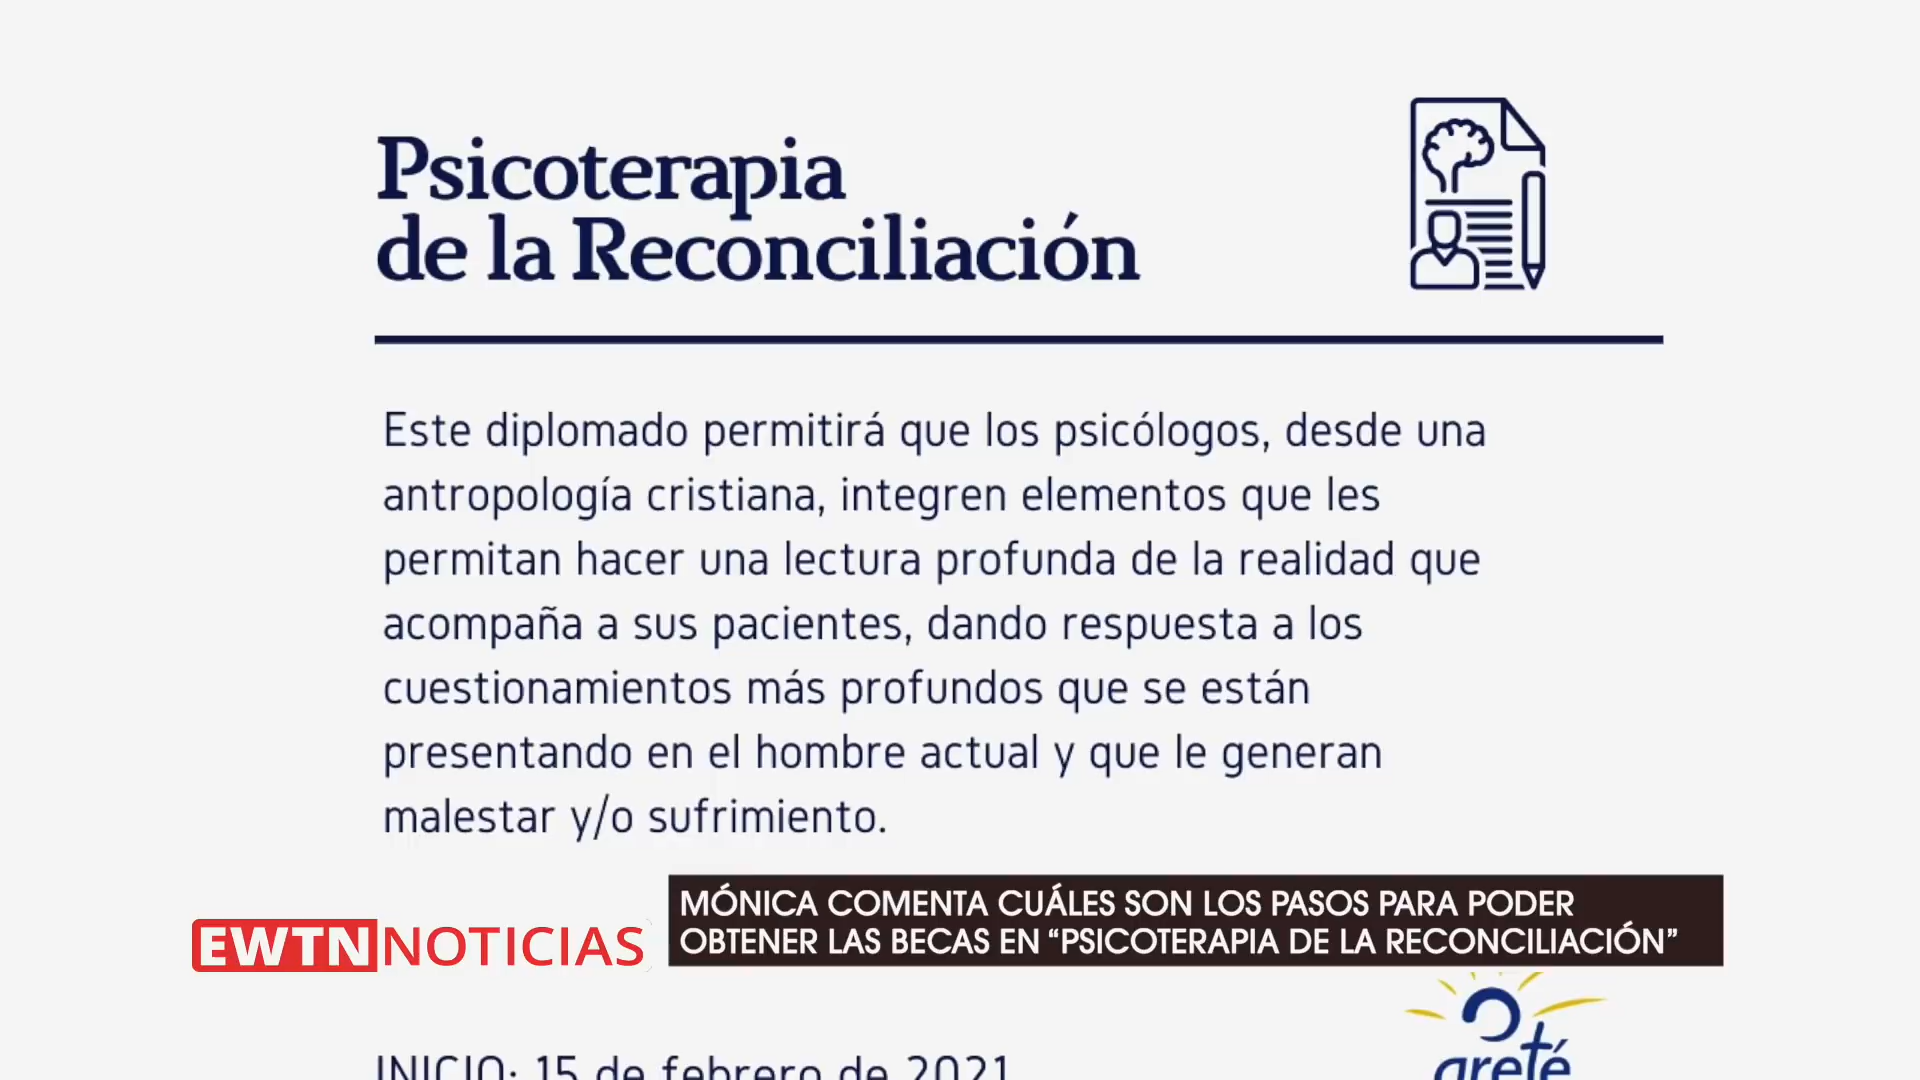 Psicoterapia
de la Reconciliación
Este diplomado permitirá que los psicólogos, desde una
antropología cristiana, integren elementos que les
permitan hacer una lectura profunda de la realidad que
acompaña a sus pacientes, dando respuesta a los
cuestionamientos más profundos que se están
presentando en el hombre actual y que le generan
malestar y/o sufrimiento.
MÓNICA COMENTA CUÁLES SON LOS PASOS PARA PODER
OBTENER LAS BECAS EN “PSICOTERAPIA DE LA RECONCILIACIÓN”
EWTN NOTICIAS
INICIO: 15 de febrero de 2021
areté